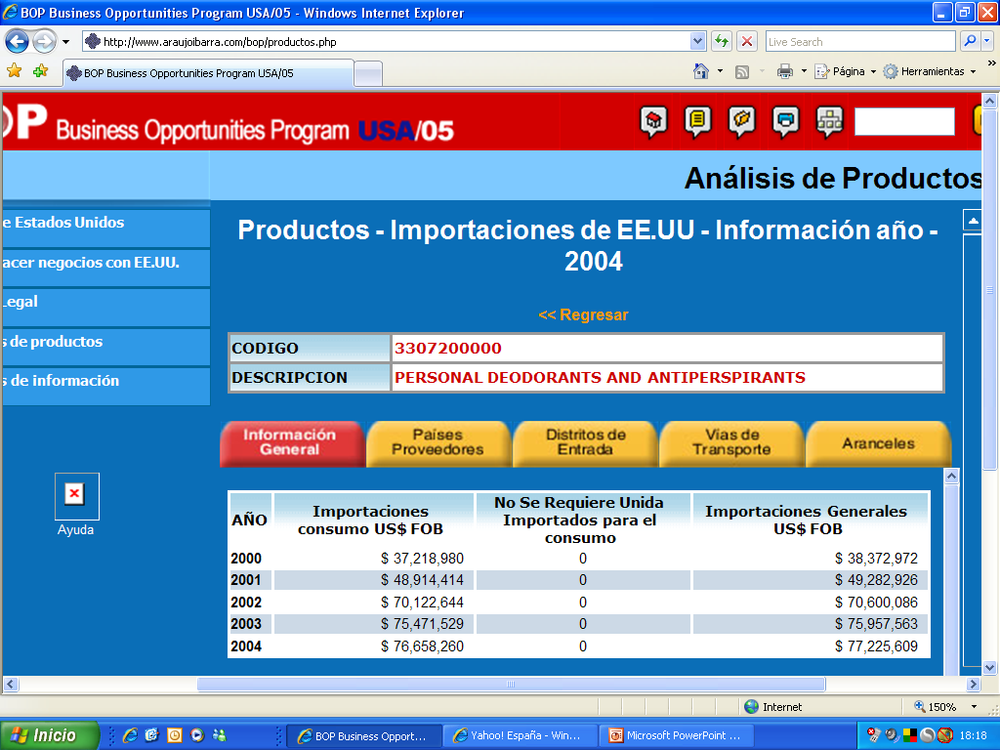 BOP Business Opportunities Program USA/05 - Windows Internet Explorer
http://www.araujoibarra.com/bop/productos.php
Live Search
BOP Business Opportunities Program USA/05
Página
Herramientas
»
OP Business Opportunities Program USA/05
Análisis de Productos
e Estados Unidos
acer negocios con EE.UU.
Legal
s de productos
s de información
Ayuda
Productos - Importaciones de EE.UU - Información año -
2004
<< Regresar
CODIGO 3307200000
DESCRIPCION PERSONAL DEODORANTS AND ANTIPERSPIRANTS
Información General
Países Proveedores
Distritos de Entrada
Vías de Transporte
Aranceles
AÑO
Importaciones consumo US$ FOB
No Se Requiere Unida Importados para el consumo
Importaciones Generales US$ FOB
2000 $ 37,218,980 0 $ 38,372,972
2001 $ 48,914,414 0 $ 49,282,926
2002 $ 70,122,644 0 $ 70,600,086
2003 $ 75,471,529 0 $ 75,957,563
2004 $ 76,658,260 0 $ 77,225,609
Internet
150%
Inicio
BOP Business Opport...
Yahoo! España - Win...
Microsoft PowerPoint ...
18:18